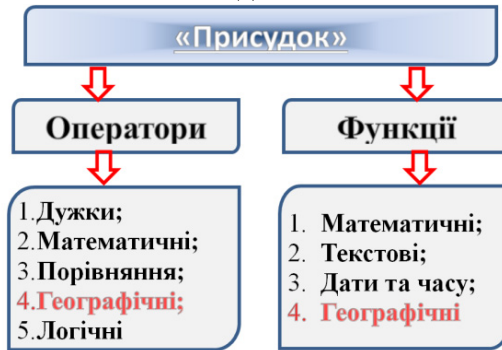 «Присудок»
Оператори
Функції
1.Дужки;
2.Математичні;
3.Порівняння;
4.Географічні;
5.Логічні
1. Математичні;
2. Текстові;
3. Дати та часу;
4. Географічні